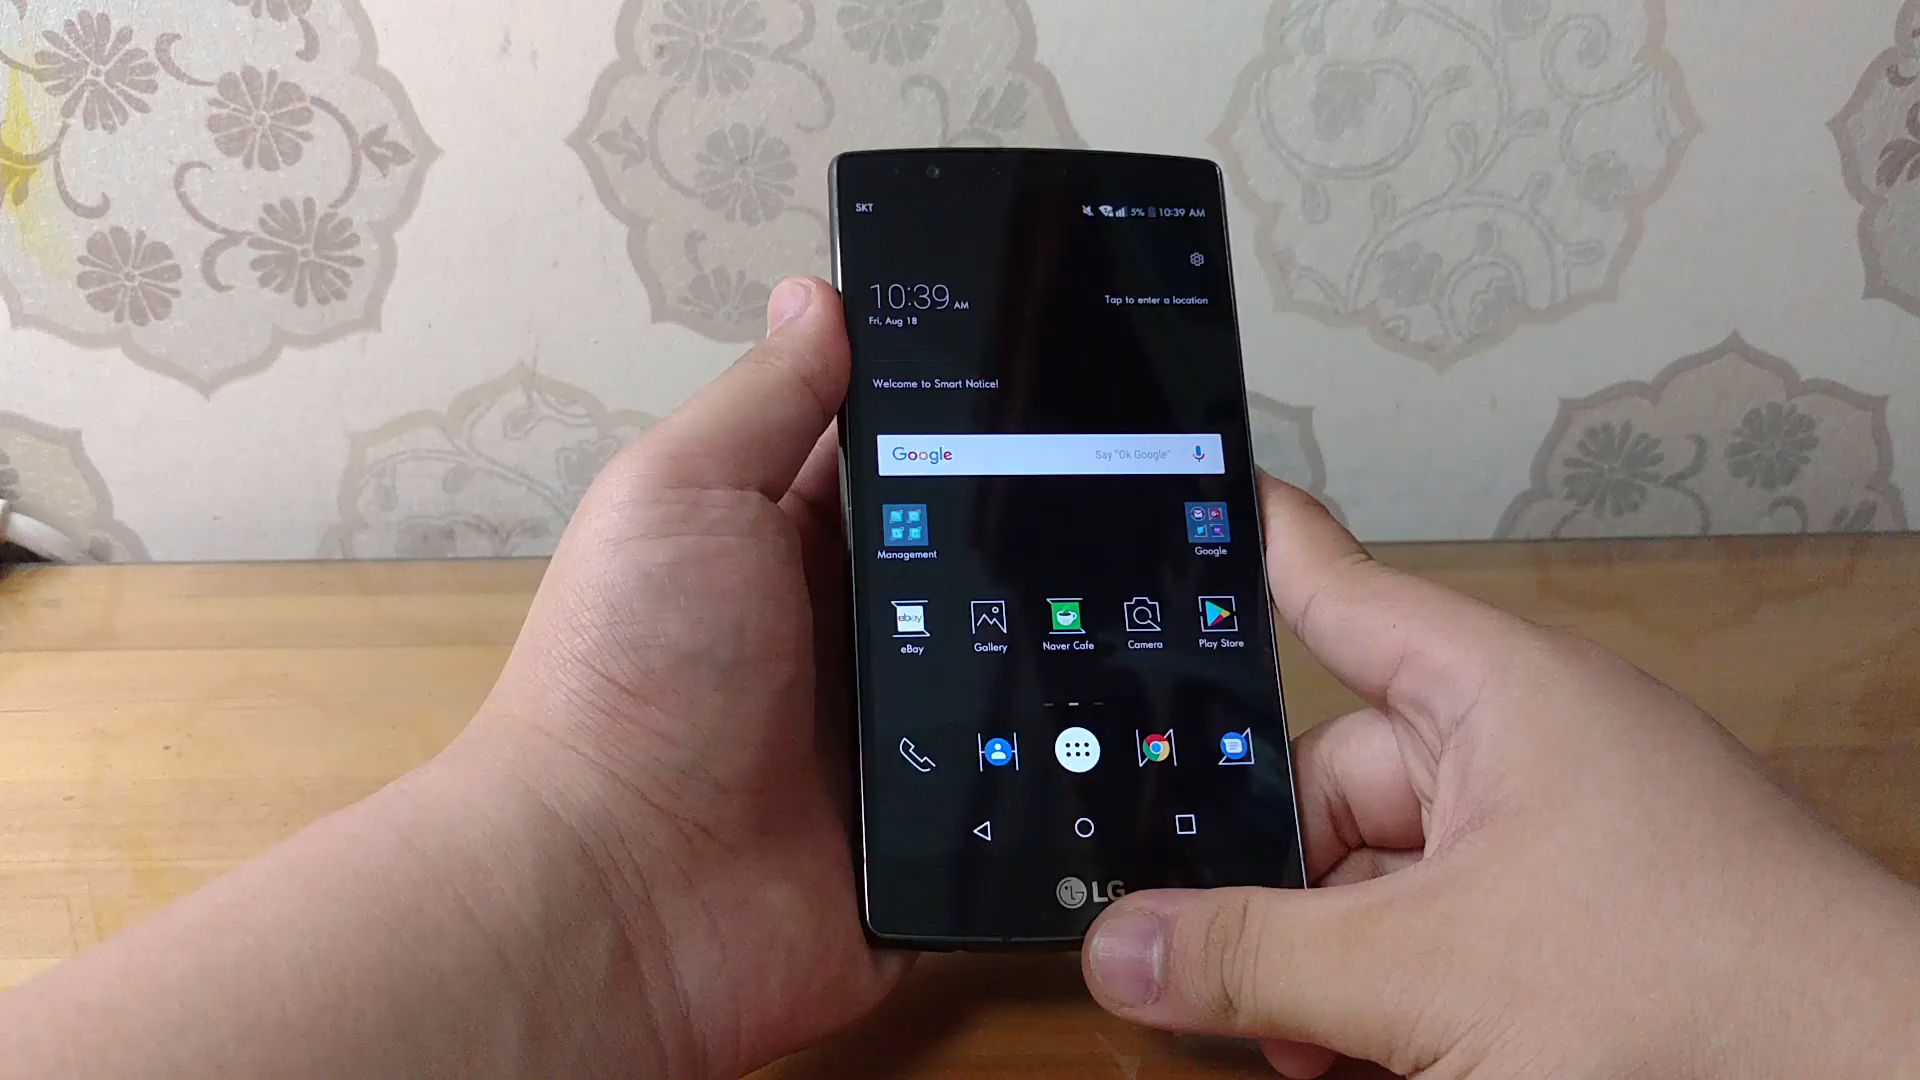 SKT
5% 10:39 AM
10:39 AM
Tap to enter a location
Fri, Aug 18
Welcome to Smart Notice!
Google
Say "Ok Google"
Management
Google
ebay
eBay
Gallery
Naver Cafe
Camera
Play Store
LG